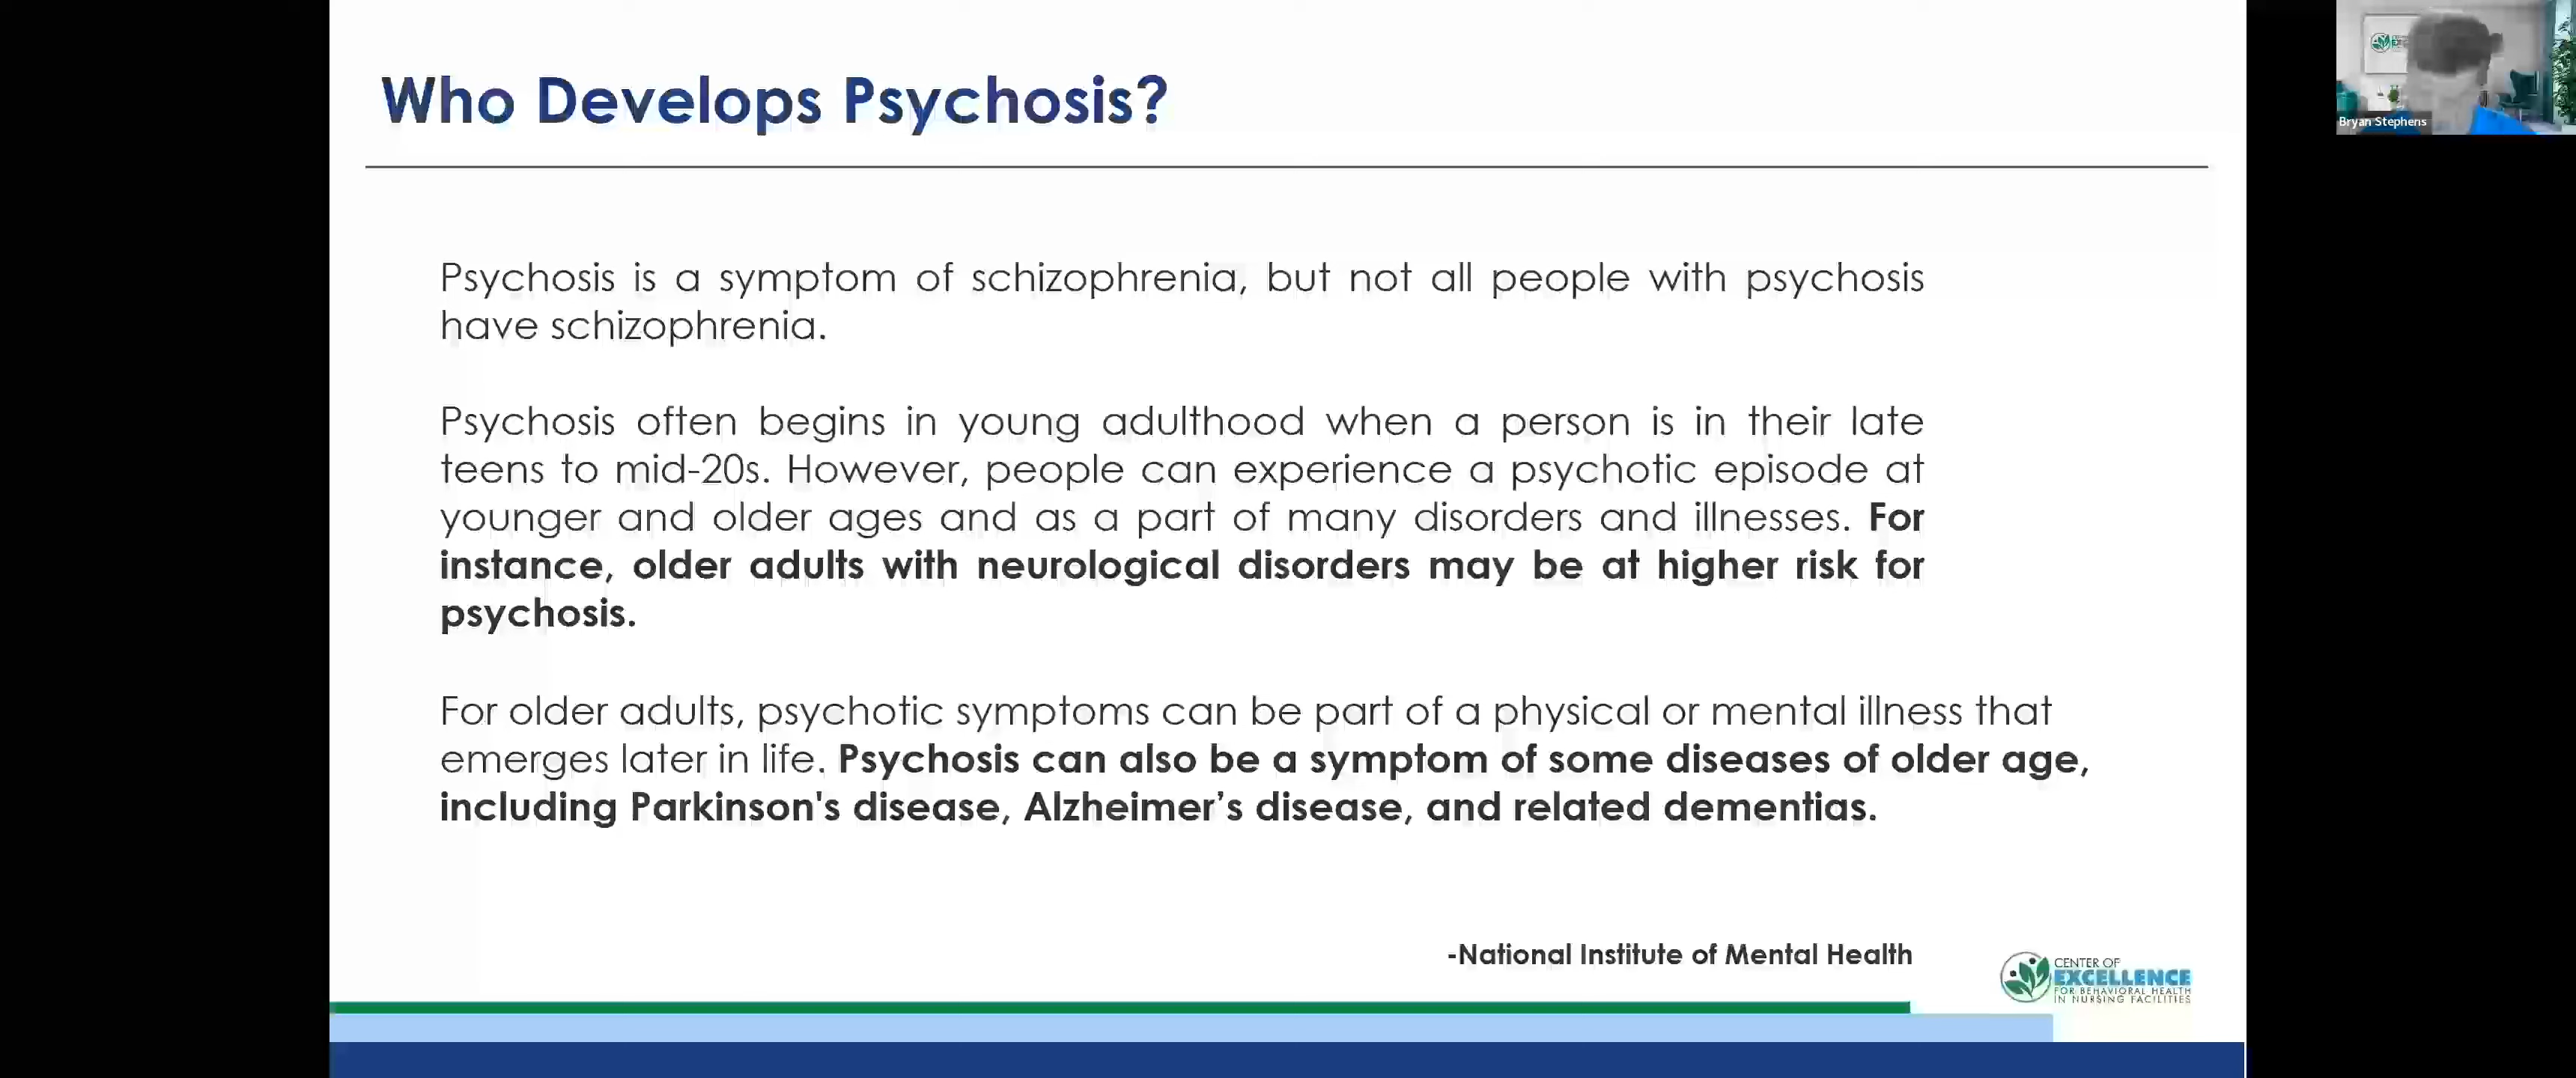 Who Develops Psychosis?
Bryan Stephens
Psychosis is a symptom of schizophrenia, but not all people with psychosis
have schizophrenia.
Psychosis often begins in young adulthood when a person is in their late
teens to mid-20s. However, people can experience a psychotic episode at
younger and older ages and as a part of many disorders and illnesses. For
instance, older adults with neurological disorders may be at higher risk for
psychosis.
For older adults, psychotic symptoms can be part of a physical or mental illness that
emerges later in life. Psychosis can also be a symptom of some diseases of older age,
including Parkinson's disease, Alzheimer’s disease, and related dementias.
-National Institute of Mental Health
CENTER OF
EXCELLENCE
FOR BEHAVIORAL HEALTH
IN NURSING FACILITIES